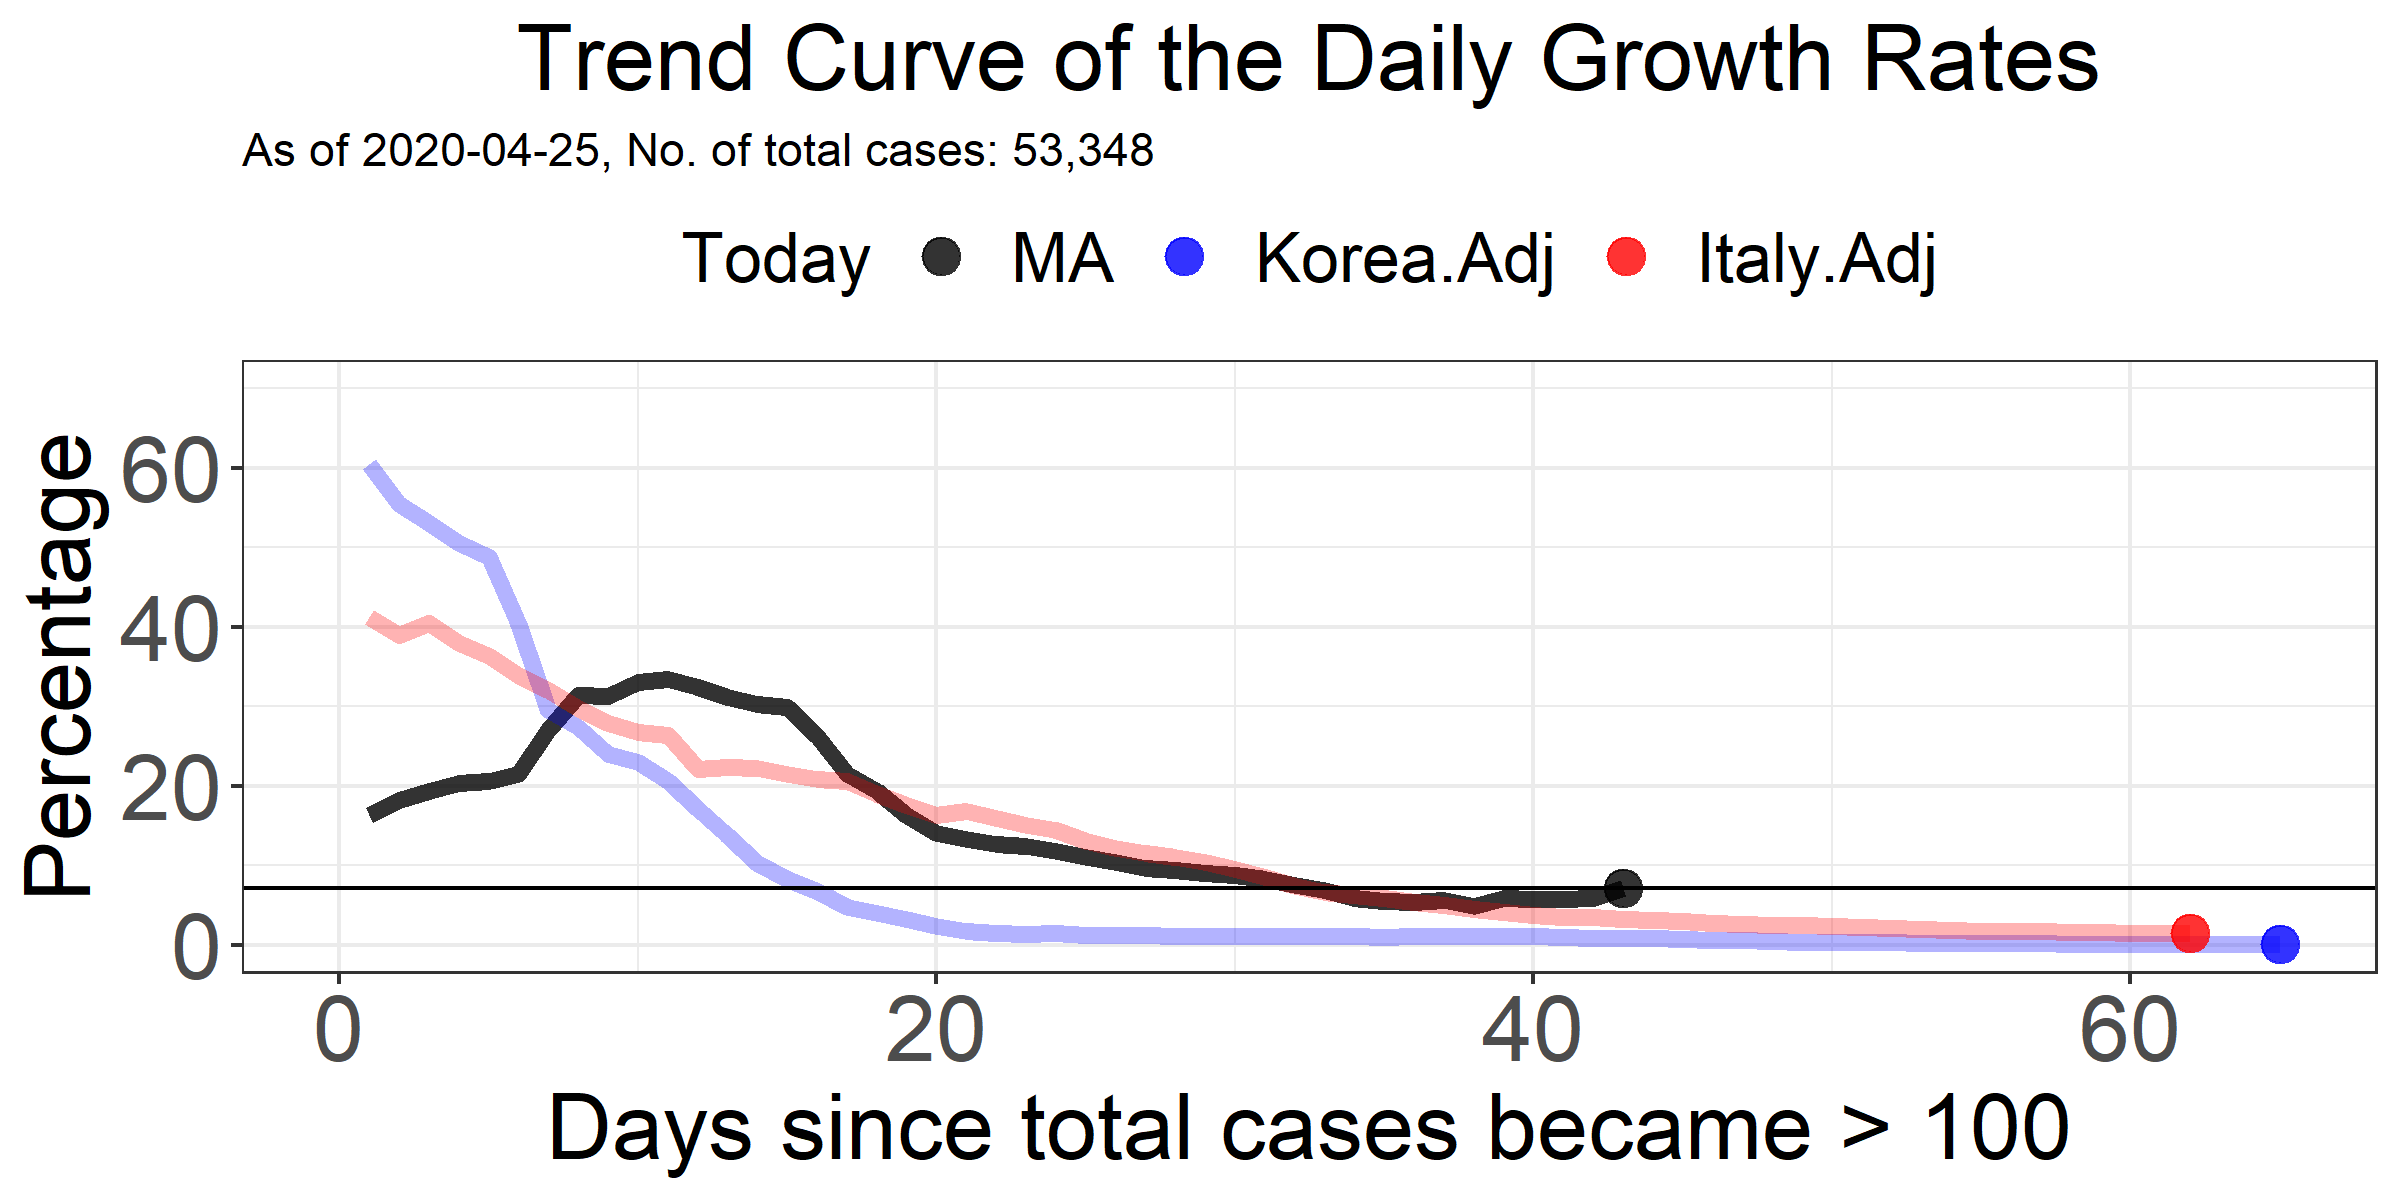 Trend Curve of the Daily Growth Rates
As of 2020-04-25, No. of total cases: 53,348
Today MA Korea.Adj Italy.Adj
Percentage
60
40
20
0
0 20 40 60
Days since total cases became > 100